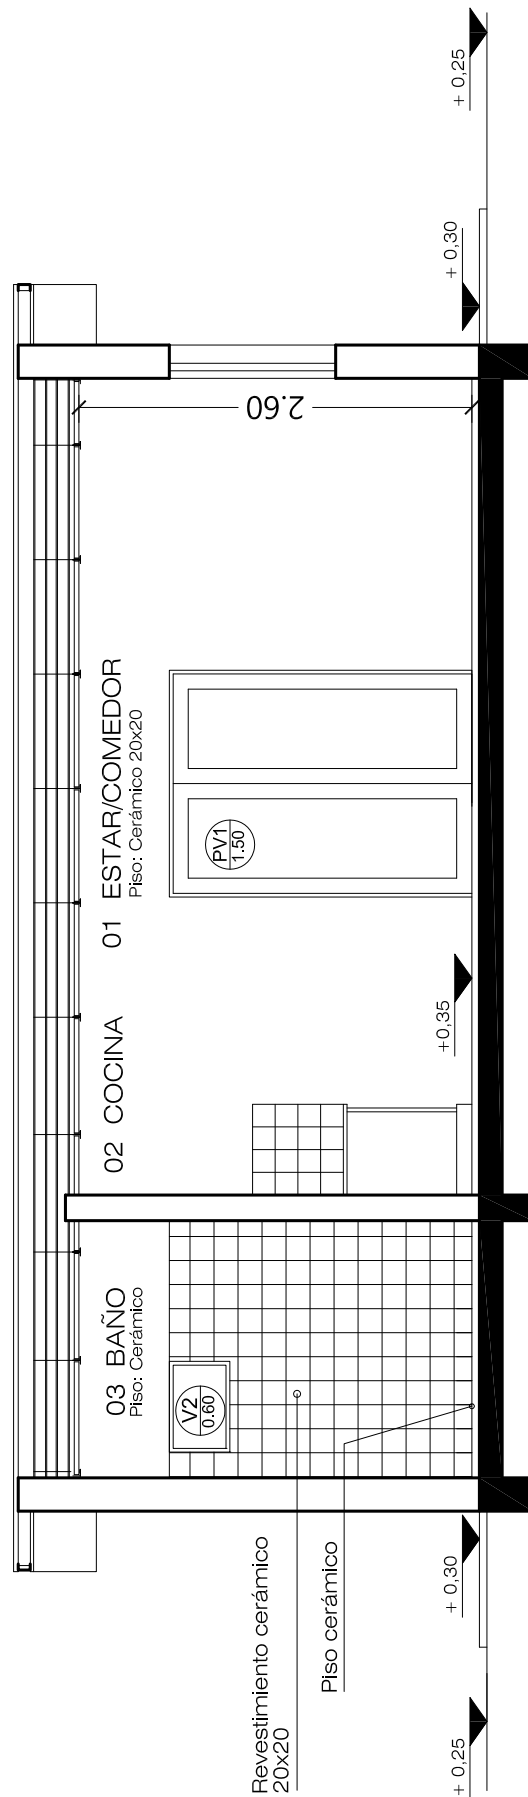 03 BAÑO
Piso: Cerámico
02 COCINA
01 ESTAR/COMEDOR
Piso: Cerámico 20x20
V2
0.60
PV1
1.50
2.60
Revestimiento cerámico
20x20
Piso cerámico
+ 0,25
+ 0,30
+0,35
+ 0,30
+ 0,25